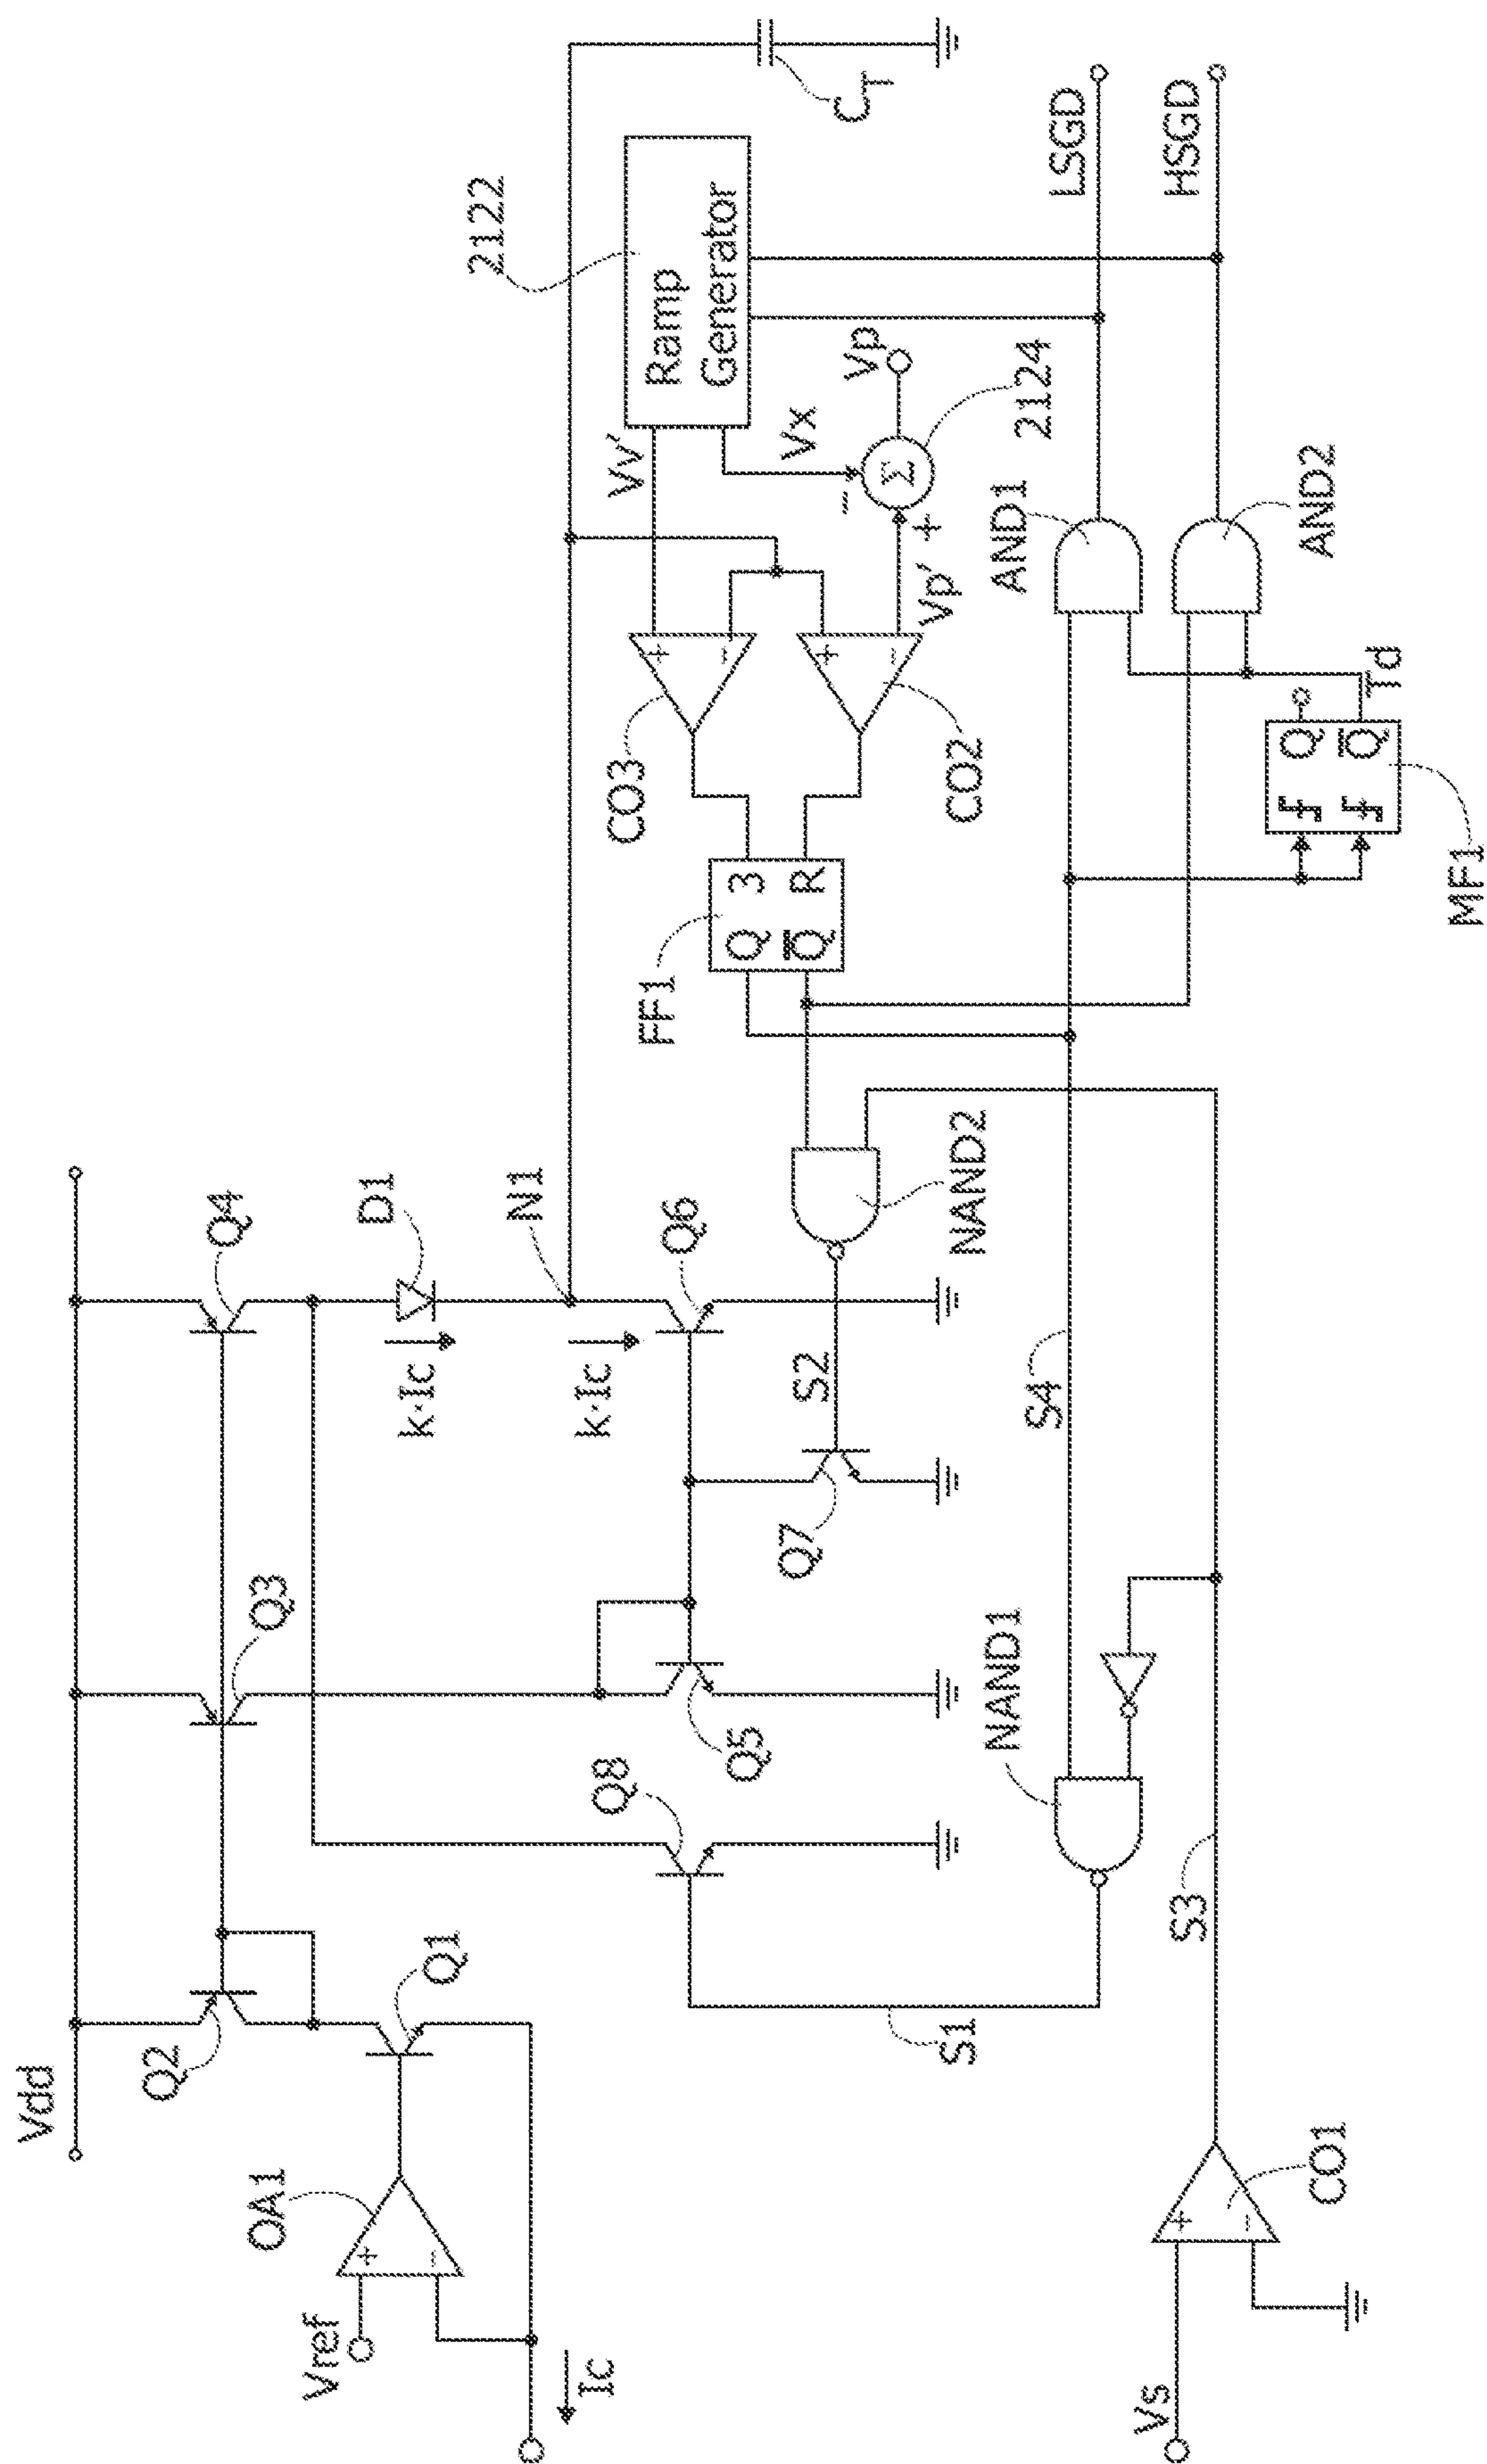 Vdd
Q2
Q3
Q4
OA1
+
−
Vref
Q1
Ic
D1
k·Ic
N1
k·Ic
Q8
Q5
Q6
Q7
S2
S1
NAND1
NAND2
S4
S3
Vs
+
−
CO1
FF1
Q 3
Q R
CO3
+
−
CO2
+
−
Vv'
Vp'
+
−
Vx
Σ
Vp
2124
2122
Ramp
Generator
CT
AND1
AND2
MF1
Q
Q
Td
LSGD
HSGD